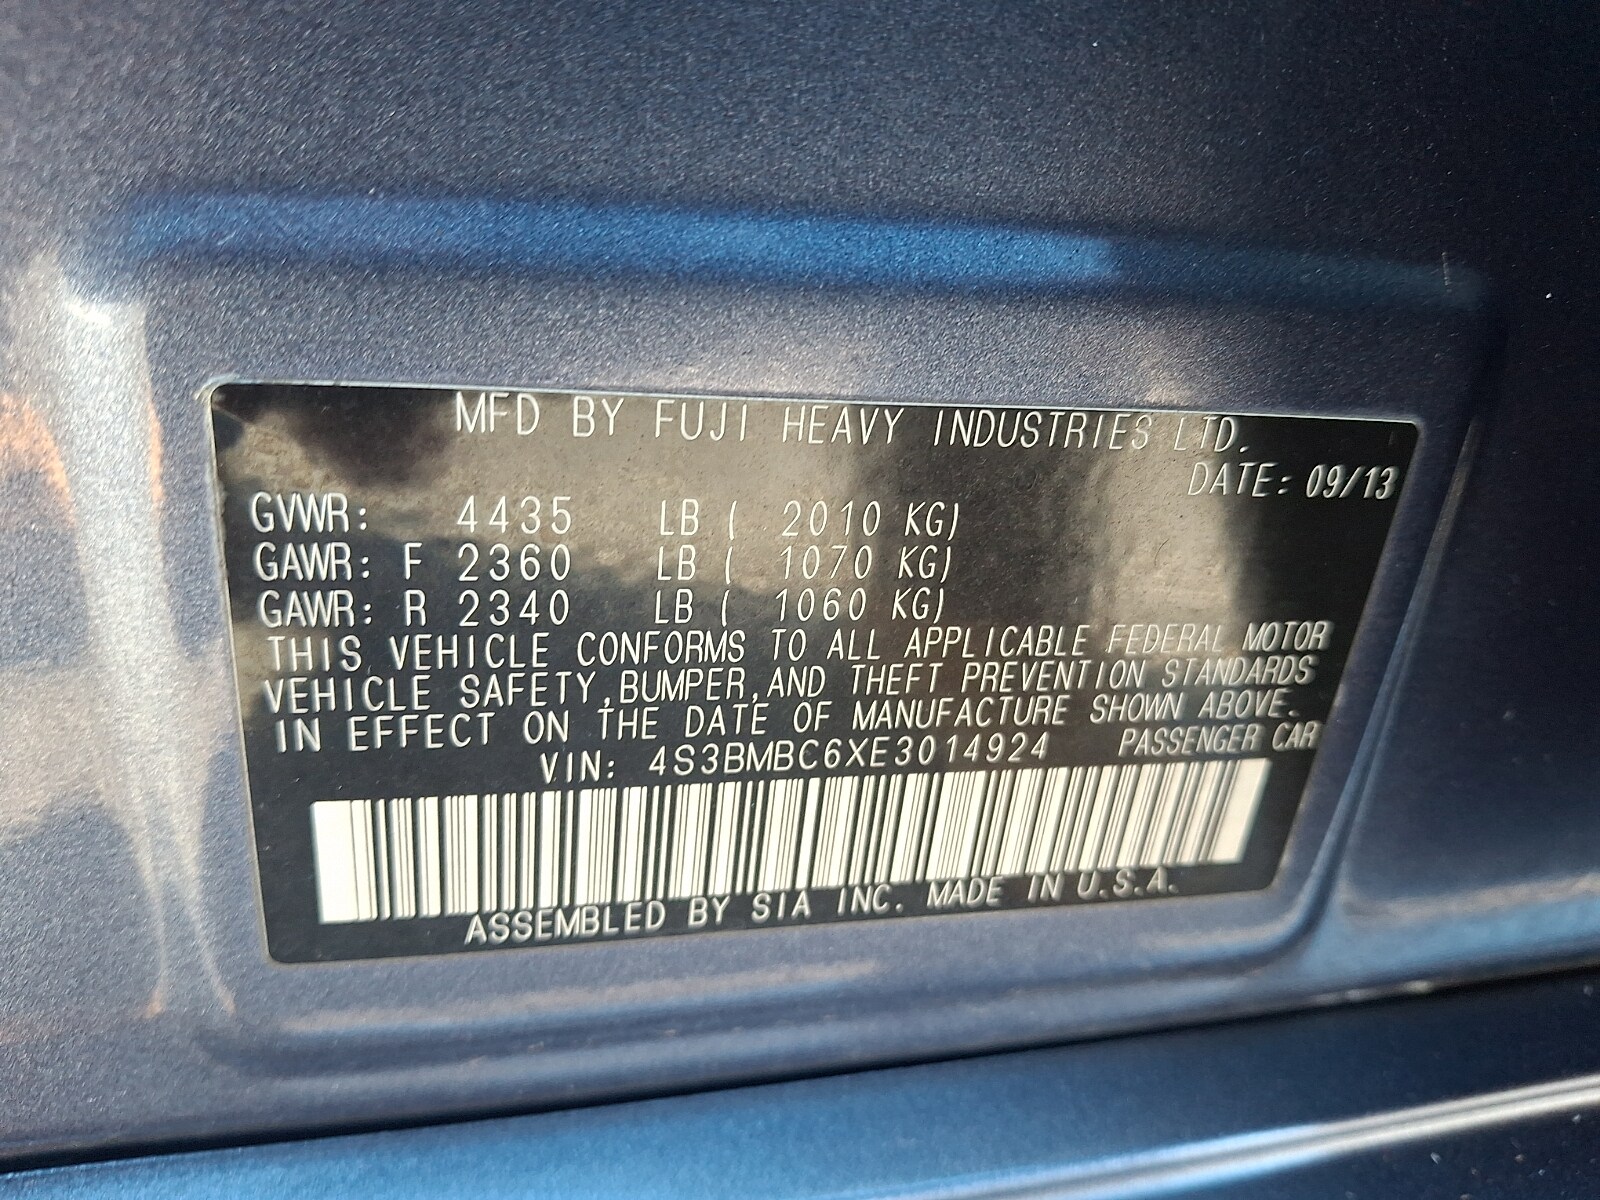 MFD BY FUJI HEAVY INDUSTRIES LTD.
DATE: 09/13
GVWR: 4435 LB ( 2010 KG)
GAWR: F 2360 LB ( 1070 KG)
GAWR: R 2340 LB ( 1060 KG)
THIS VEHICLE CONFORMS TO ALL APPLICABLE FEDERAL MOTOR
VEHICLE SAFETY,BUMPER,AND THEFT PREVENTION STANDARDS
IN EFFECT ON THE DATE OF MANUFACTURE SHOWN ABOVE.
VIN: 4S3BMBC6XE3014924 PASSENGER CAR
ASSEMBLED BY SIA INC. MADE IN U.S.A.